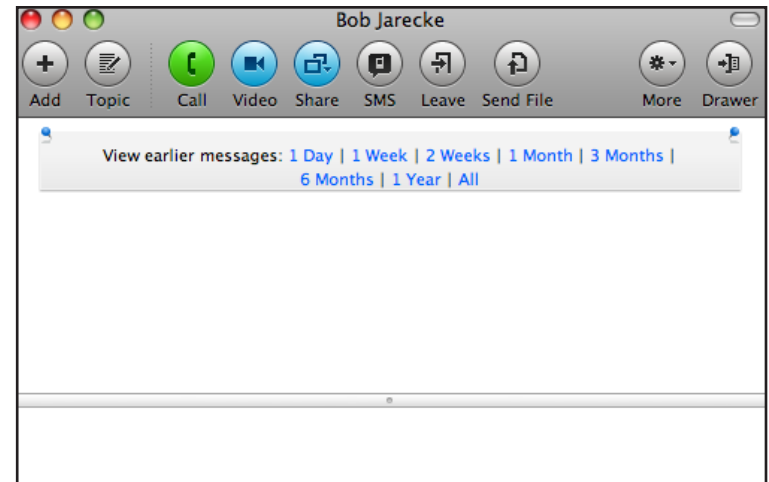 Bob Jarecke
Add Topic Call Video Share SMS Leave Send File More Drawer
View earlier messages: 1 Day | 1 Week | 2 Weeks | 1 Month | 3 Months |
6 Months | 1 Year | All